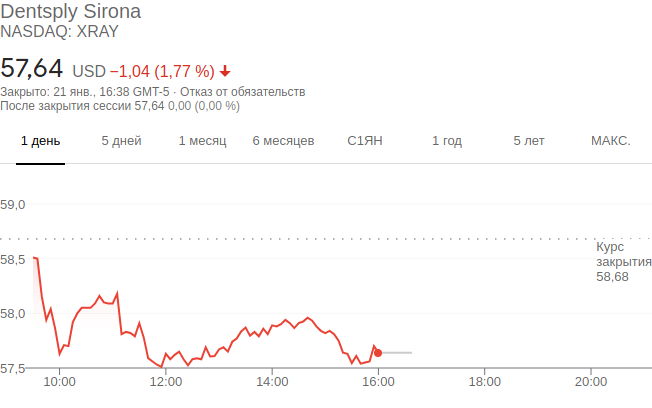 Dentsply Sirona
NASDAQ: XRAY
57,64 USD −1,04 (1,77 %)
Закрыто: 21 янв., 16:38 GMT-5 · Отказ от обязательств
После закрытия сессии 57,64 0,00 (0,00 %)
1 день 5 дней 1 месяц 6 месяцев С1ЯН 1 год 5 лет МАКС.
59,0
Курс
закрытия
58,68
58,5
58,0
57,5
10:00 12:00 14:00 16:00 18:00 20:00